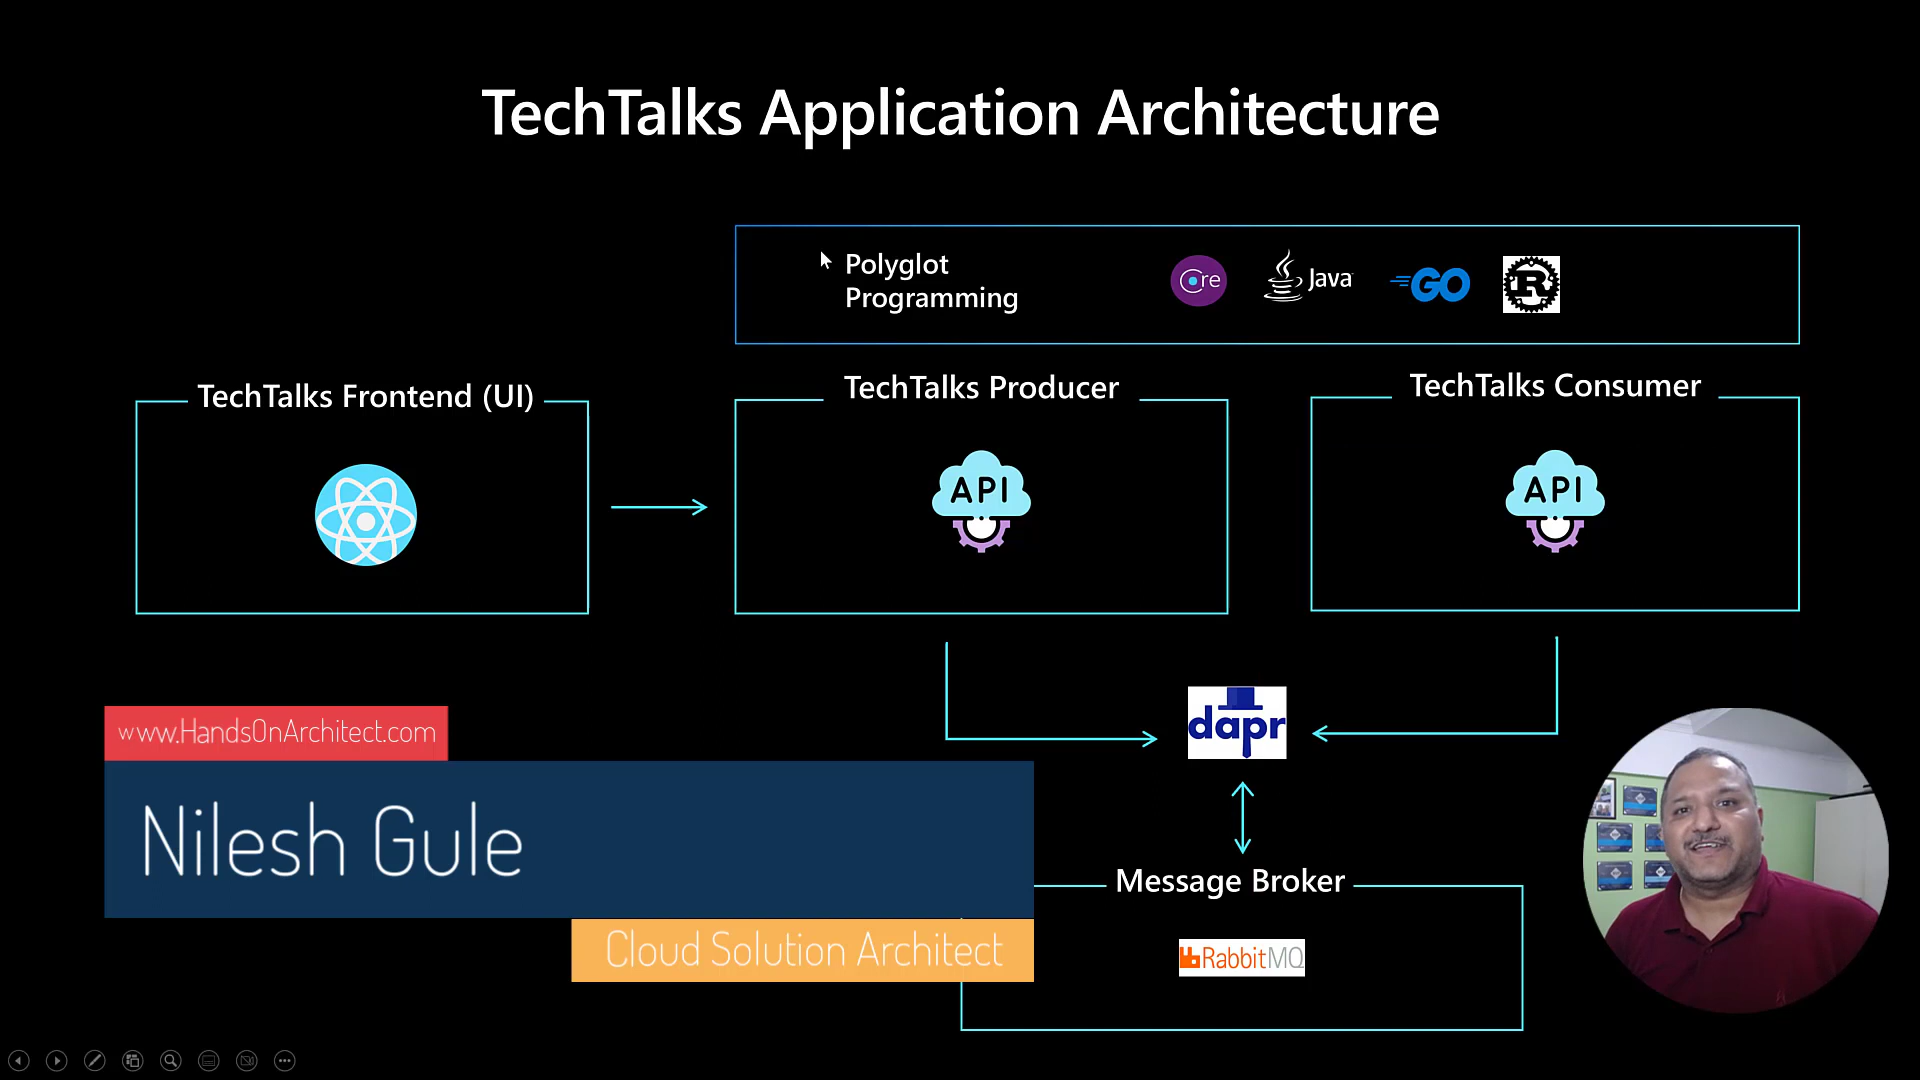 TechTalks Application Architecture
Polyglot
Programming
Core
Java
GO
R
TechTalks Frontend (UI)
TechTalks Producer
TechTalks Consumer
API
API
dapr
www.HandsOnArchitect.com
Nilesh Gule
Cloud Solution Architect
Message Broker
RabbitMQ